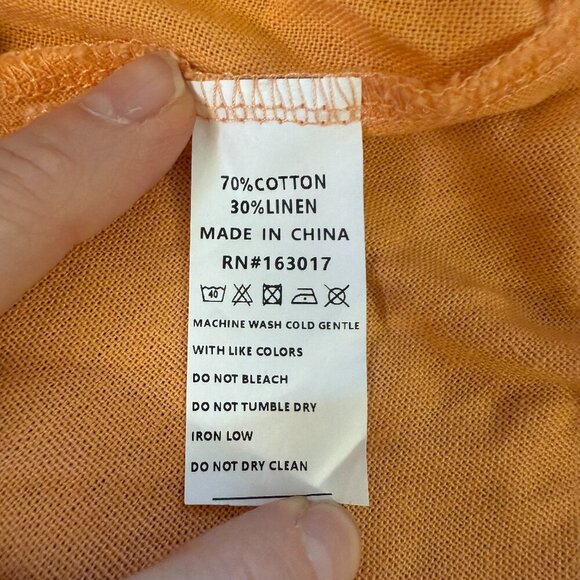 70%COTTON
30%LINEN
MADE IN CHINA
RN#163017
40
MACHINE WASH COLD GENTLE
WITH LIKE COLORS
DO NOT BLEACH
DO NOT TUMBLE DRY
IRON LOW
DO NOT DRY CLEAN